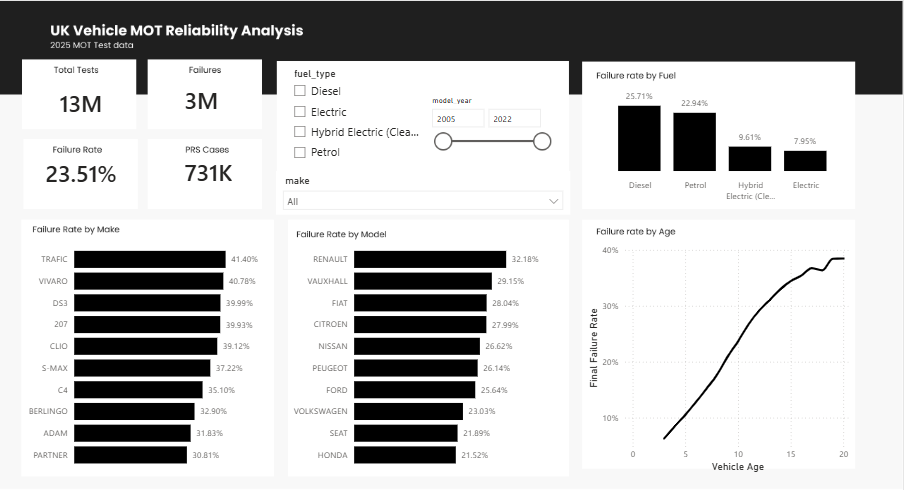 UK Vehicle MOT Reliability Analysis
2025 MOT Test data
Total Tests
13M
Failures
3M
Failure Rate
23.51%
PRS Cases
731K
fuel_type
Diesel
Electric
Hybrid Electric (Clea...
Petrol
model_year
2005 2022
make
All
Failure rate by Fuel
25.71%
22.94%
9.61%
7.95%
Diesel
Petrol
Hybrid
Electric (Cle...
Electric
Failure Rate by Make
TRAFIC 41.40%
VIVARO 40.78%
DS3 39.99%
207 39.93%
CLIO 39.12%
S-MAX 37.22%
C4 35.10%
BERLINGO 32.90%
ADAM 31.83%
PARTNER 30.81%
Failure Rate by Model
RENAULT 32.18%
VAUXHALL 29.15%
FIAT 28.04%
CITROEN 27.99%
NISSAN 26.62%
PEUGEOT 26.14%
FORD 25.64%
VOLKSWAGEN 23.03%
SEAT 21.89%
HONDA 21.52%
Failure rate by Age
Final Failure Rate
40%
30%
20%
10%
0 5 10 15 20
Vehicle Age